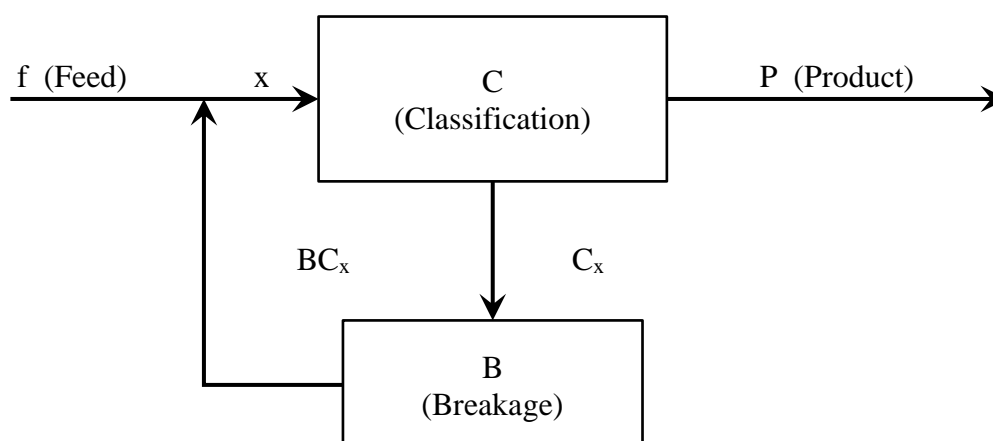 f (Feed)
x
C
(Classification)
P (Product)
BCₓ
Cₓ
B
(Breakage)